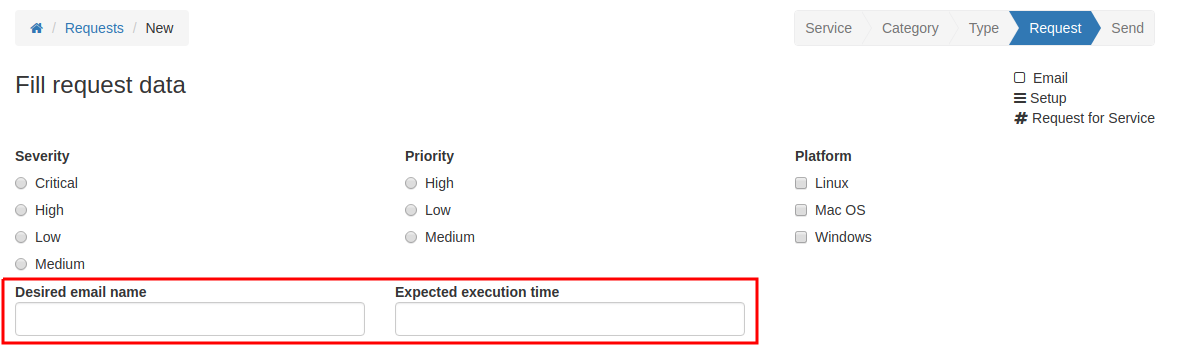 / Requests / New
Service Category Type Request Send
Fill request data
Email
Setup
# Request for Service
Severity Priority Platform
Critical High Linux
High Low Mac OS
Low Medium Windows
Medium
Desired email name Expected execution time